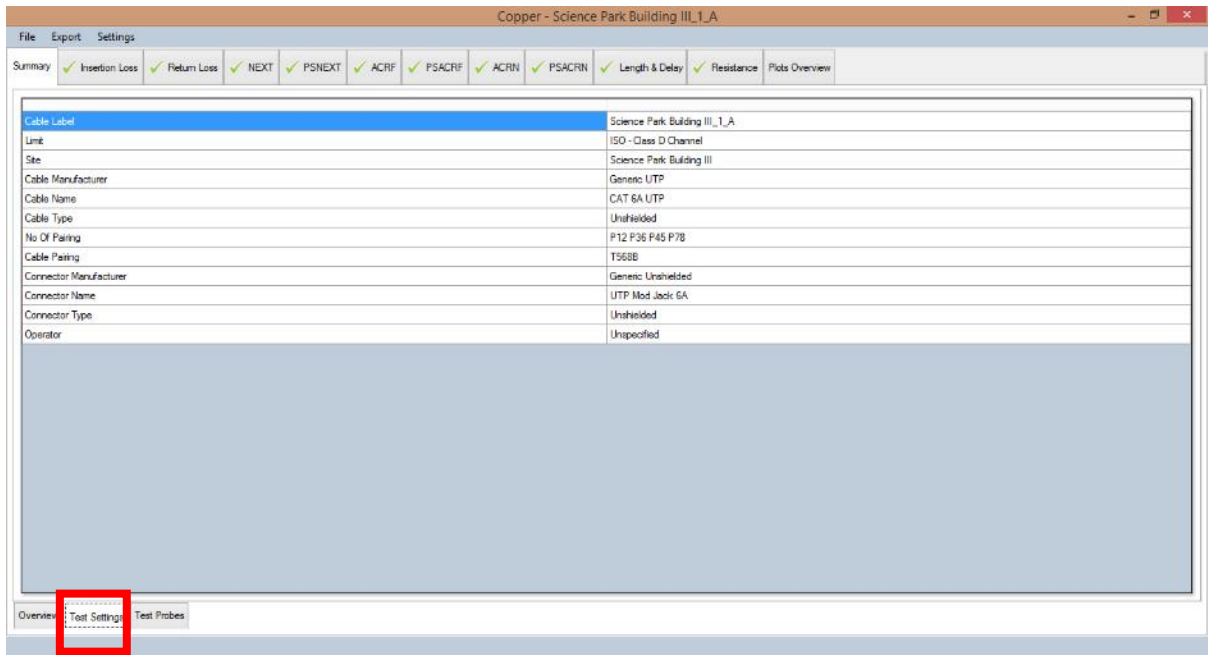 Copper - Science Park Building III_1_A
File Export Settings
Summary Insertion Loss Return Loss NEXT PSNEXT ACRF PSACRF ACRN PSACRN Length & Delay Resistance Plots Overview
Cable Label Science Park Building III_1_A
Limit ISO - Class D Channel
Site Science Park Building III
Cable Manufacturer Generic UTP
Cable Name CAT 6A UTP
Cable Type Unshielded
No Of Pairing P12 P36 P45 P78
Cable Pairing T568B
Connector Manufacturer Generic Unshielded
Connector Name UTP Mod Jack 6A
Connector Type Unshielded
Operator Unspecified
Overview Test Settings Test Probes